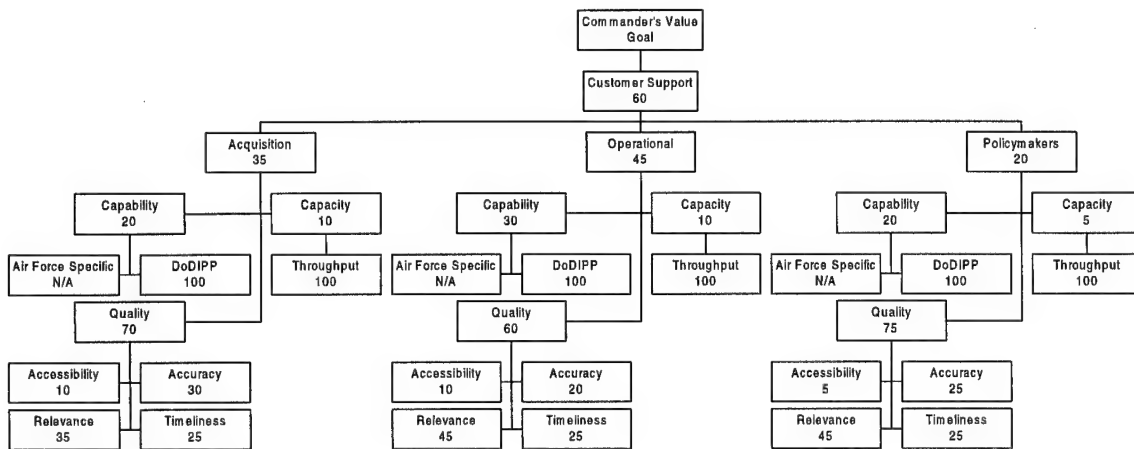 Commander's Value
Goal
Customer Support
60
Acquisition
35
Operational
45
Policymakers
20
Capability
20
Capacity
10
Capability
30
Capacity
10
Capability
20
Capacity
5
Air Force Specific
N/A
DoDIPP
100
Throughput
100
Air Force Specific
N/A
DoDIPP
100
Throughput
100
Air Force Specific
N/A
DoDIPP
100
Throughput
100
Quality
70
Quality
60
Quality
75
Accessibility
10
Accuracy
30
Accessibility
10
Accuracy
20
Accessibility
5
Accuracy
25
Relevance
35
Timeliness
25
Relevance
45
Timeliness
25
Relevance
45
Timeliness
25